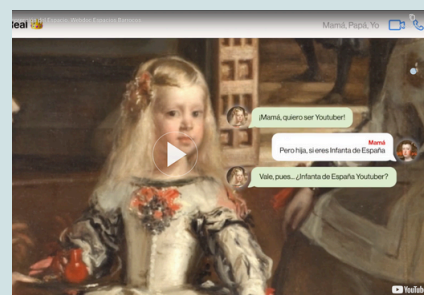 Real 👑
Mamá, Papá, Yo
¡Mamá, quiero ser Youtuber!
Mamá
Pero hija, si eres Infanta de España
Vale, pues... ¿Infanta de España Youtuber?
YouTube